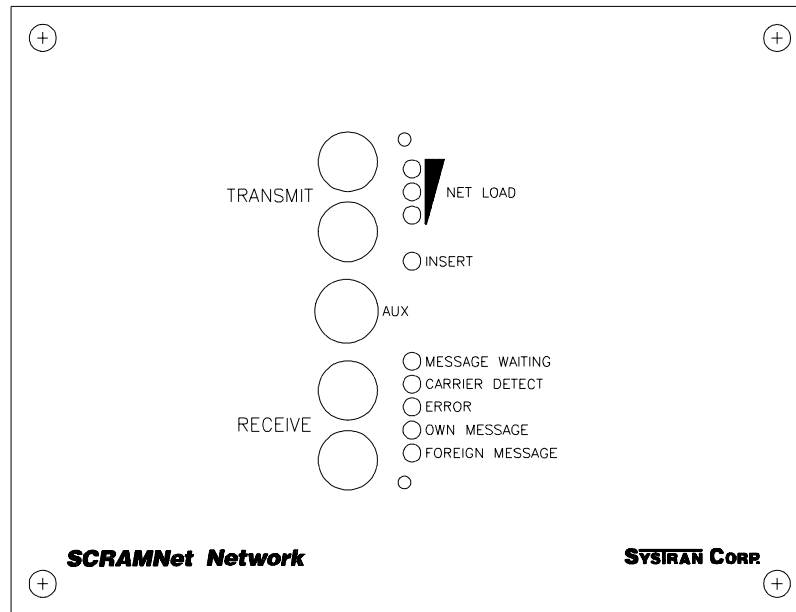 TRANSMIT
NET LOAD
INSERT
AUX
MESSAGE WAITING
CARRIER DETECT
ERROR
OWN MESSAGE
FOREIGN MESSAGE
RECEIVE
SCRAMNet Network
SYSTRAN CORP.